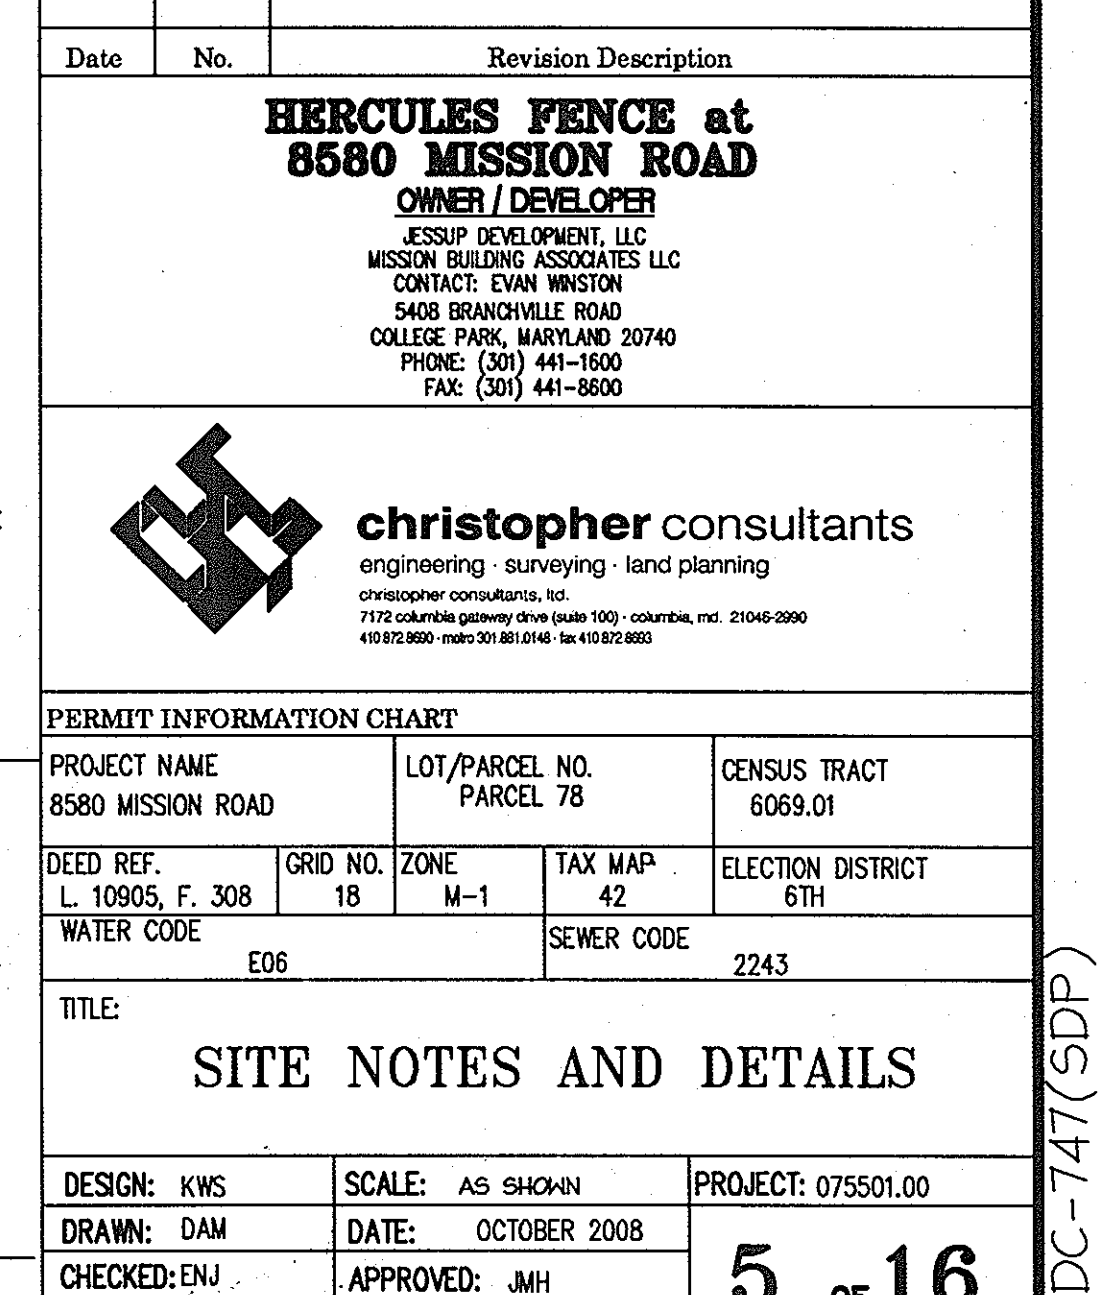 Date No. Revision Description
HERCULES FENCE at
8580 MISSION ROAD
OWNER / DEVELOPER
JESSUP DEVELOPMENT, LLC
MISSION BUILDING ASSOCIATES LLC
CONTACT: EVAN WINSTON
5408 BRANCHVILLE ROAD
COLLEGE PARK, MARYLAND 20740
PHONE: (301) 441-1600
FAX: (301) 441-8600
christopher consultants
engineering · surveying · land planning
christopher consultants, ltd.
7172 columbia gateway drive (suite 100) · columbia, md. 21046-2990
410 872 8690 · metro 301.881.0148 · fax 410 872 8693
PERMIT INFORMATION CHART
PROJECT NAME LOT/PARCEL NO. CENSUS TRACT
8580 MISSION ROAD PARCEL 78 6069.01
DEED REF. GRID NO. ZONE TAX MAP ELECTION DISTRICT
L. 10905, F. 308 18 M-1 42 6TH
WATER CODE SEWER CODE
E06 2243
TITLE:
SITE NOTES AND DETAILS
DESIGN: KWS SCALE: AS SHOWN PROJECT: 075501.00
DRAWN: DAM DATE: OCTOBER 2008
CHECKED: ENJ APPROVED: JMH 5 OF 16
DC-747(SDP)